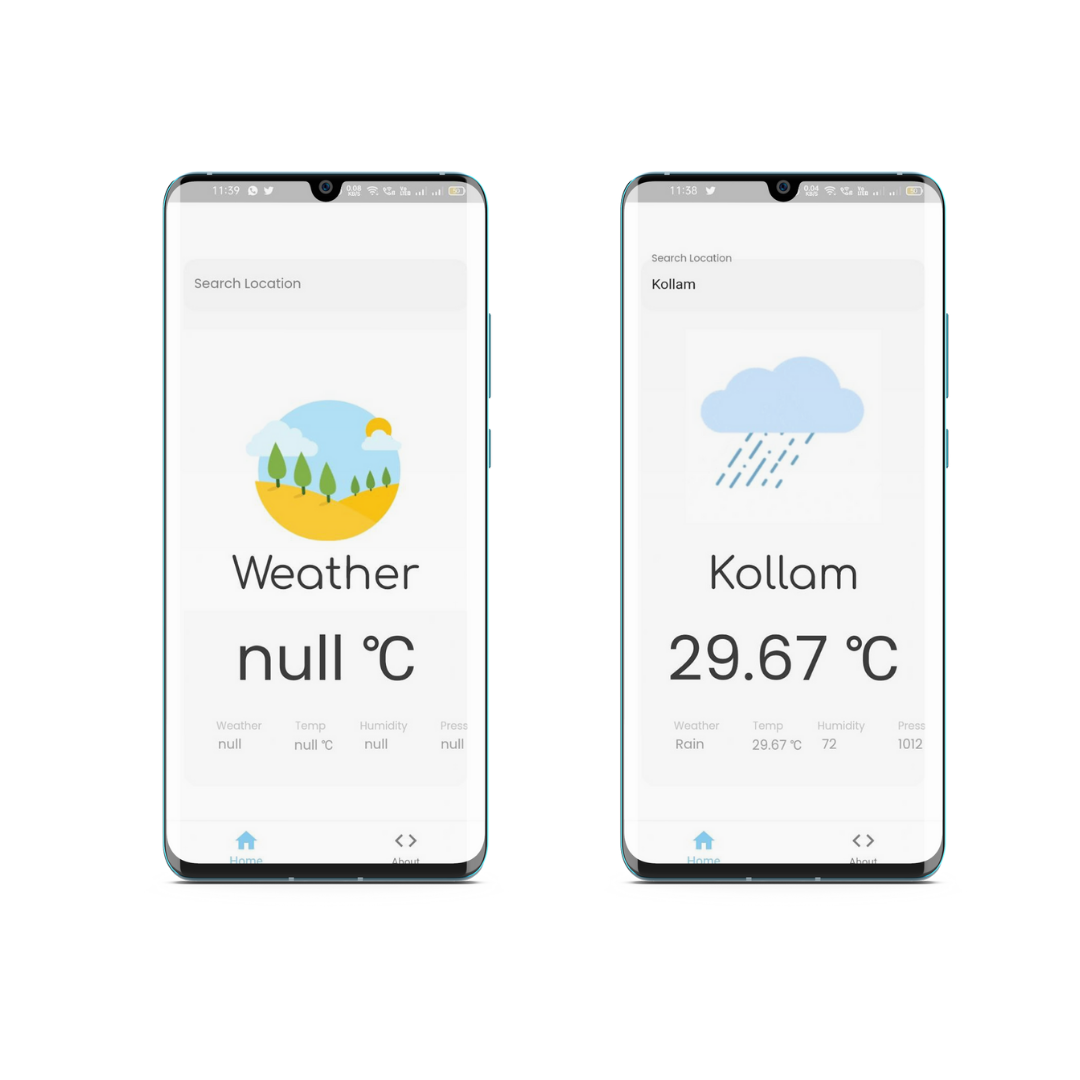 11:39
0.08 KB/S
Search Location
Weather
null °C
Weather Temp Humidity Press
null null °C null null
Home About
11:38
0.04 KB/S
Search Location
Kollam
Kollam
29.67 °C
Weather Temp Humidity Press
Rain 29.67 °C 72 1012
Home About